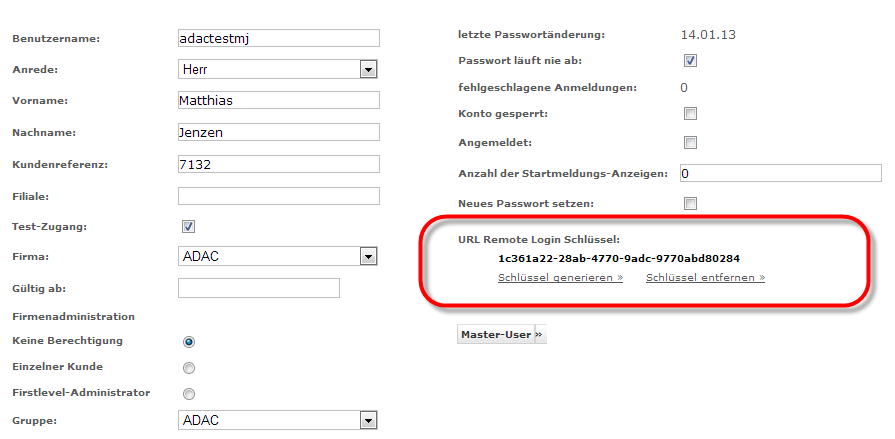 Benutzername: adactestmj
Anrede: Herr
Vorname: Matthias
Nachname: Jenzen
Kundenreferenz: 7132
Filiale:
Test-Zugang:
Firma: ADAC
Gültig ab:
Firmenadministration
Keine Berechtigung
Einzelner Kunde
Firstlevel-Administrator
Gruppe: ADAC
letzte Passwortänderung: 14.01.13
Passwort läuft nie ab:
fehlgeschlagene Anmeldungen: 0
Konto gesperrt:
Angemeldet:
Anzahl der Startmeldungs-Anzeigen: 0
Neues Passwort setzen:
URL Remote Login Schlüssel:
1c361a22-28ab-4770-9adc-9770abd80284
Schlüssel generieren » Schlüssel entfernen »
Master-User »